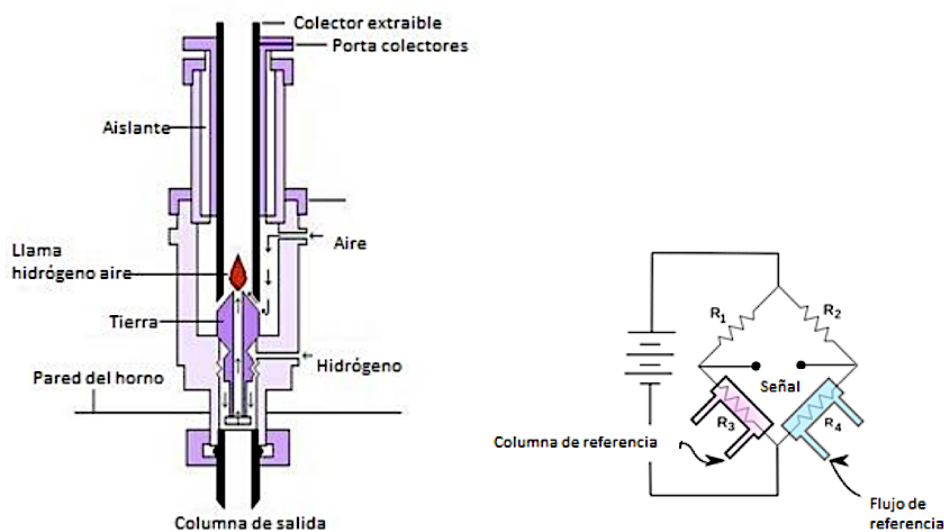 Colector extraible
Porta colectores
Aislante
Aire
Llama
hidrógeno aire
Tierra
Hidrógeno
Pared del horno
Columna de salida
R1
R2
Señal
R3
R4
Columna de referencia
Flujo de
referencia